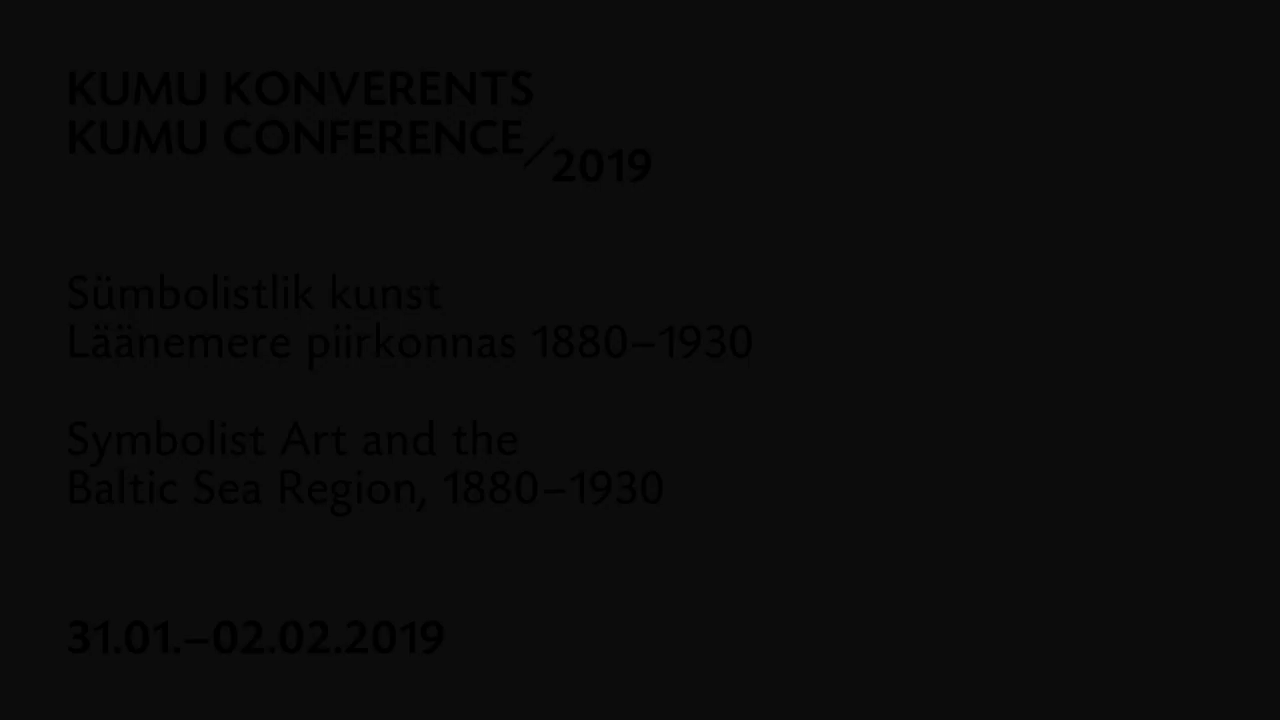 KUMU KONVERENTS
KUMU CONFERENCE/2019
Sümbolistlik kunst
Läänemere piirkonnas 1880–1930
Symbolist Art and the
Baltic Sea Region, 1880–1930
31.01.–02.02.2019